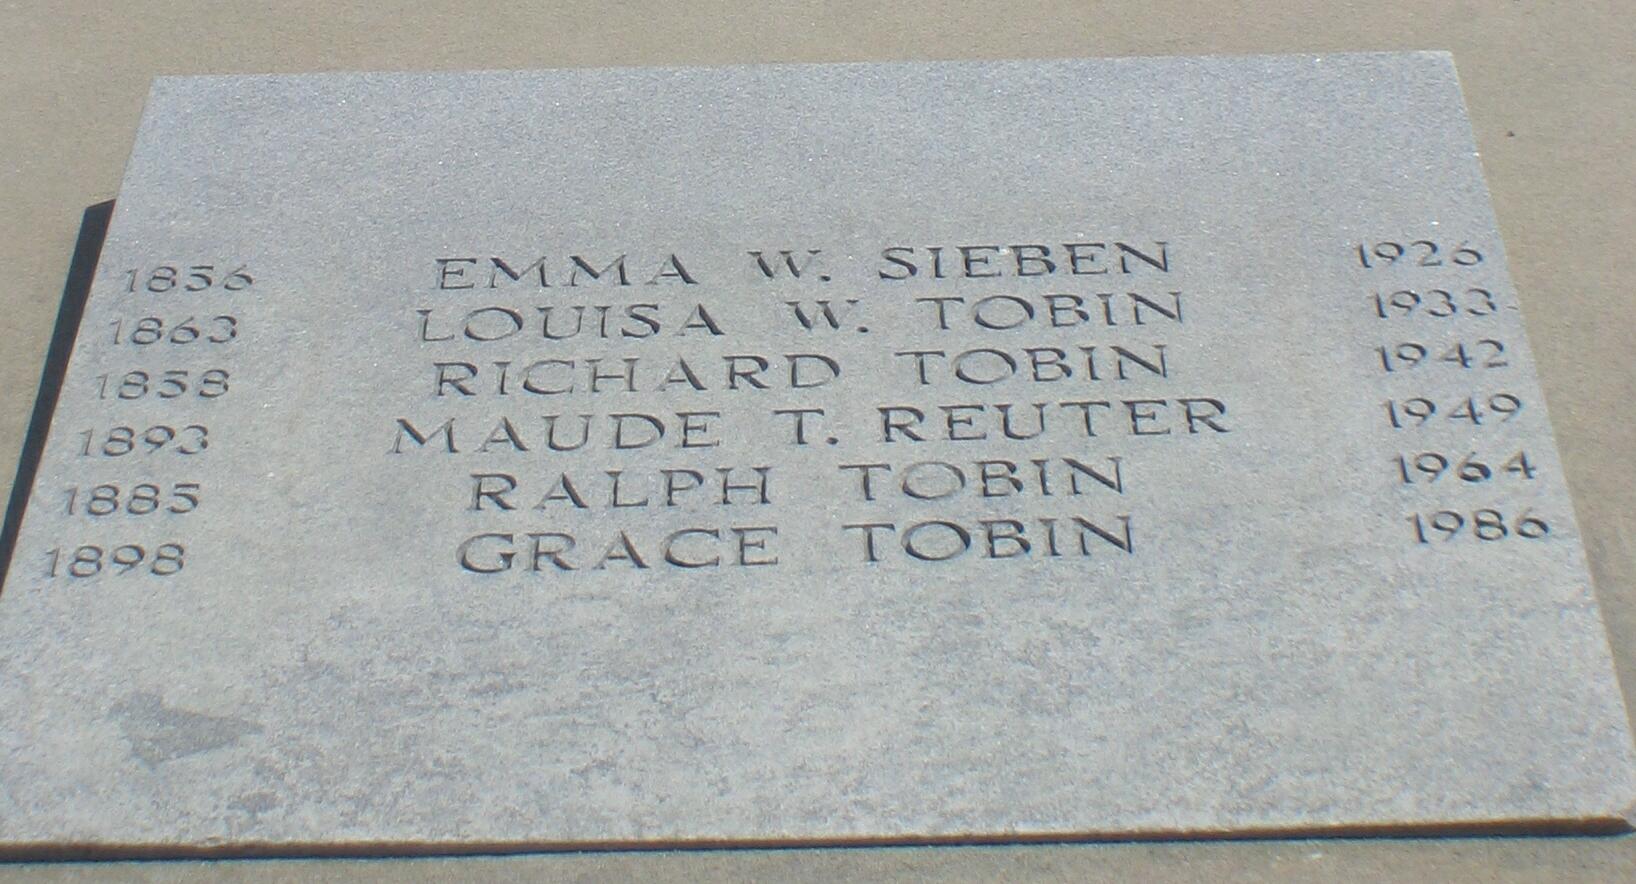 1856 EMMA W. SIEBEN 1926
1863 LOUISA W. TOBIN 1933
1858 RICHARD TOBIN 1942
1893 MAUDE T. REUTER 1949
1885 RALPH TOBIN 1964
1898 GRACE TOBIN 1986